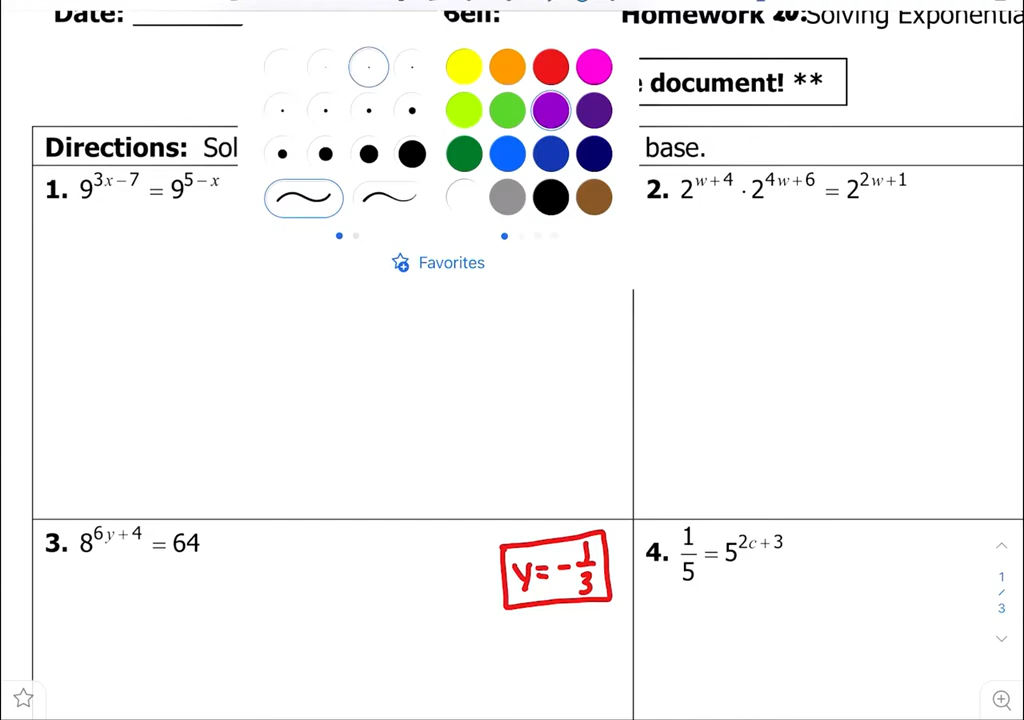 Date: ________ Bell: Homework 20: Solving Exponentia
e document! **
Directions: Sol base.
1. 9^{3x−7} = 9^{5−x}
2. 2^{w+4} · 2^{4w+6} = 2^{2w+1}
Favorites
3. 8^{6y+4} = 64
y = -1/3
4. 1/5 = 5^{2c+3}
1
/
3